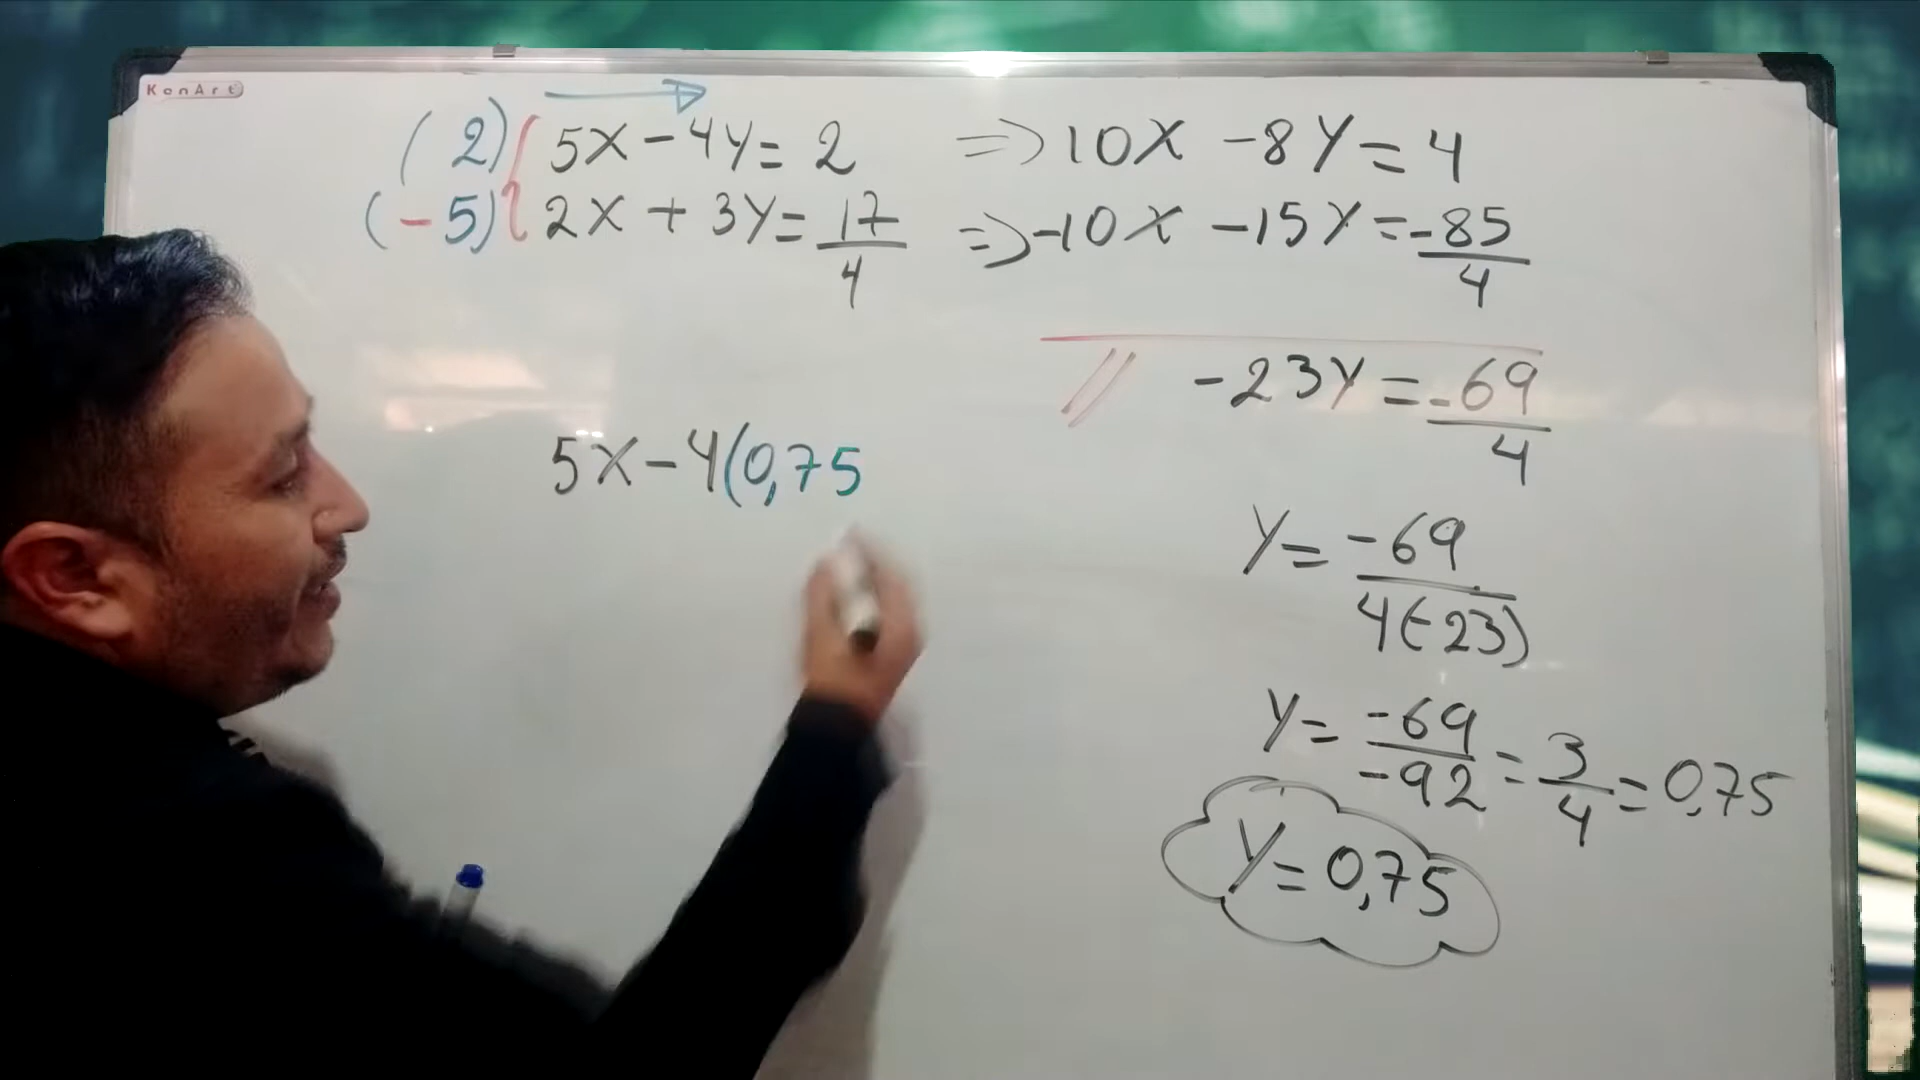 KonArt
(2) 5X - 4Y = 2 => 10X - 8Y = 4
(-5) 2X + 3Y = 17/4 => -10X - 15Y = -85/4
// -23Y = -69/4
5X - 4(0,75
Y = -69/4(-23)
Y = -69/-92 = 3/4 = 0,75
Y = 0,75